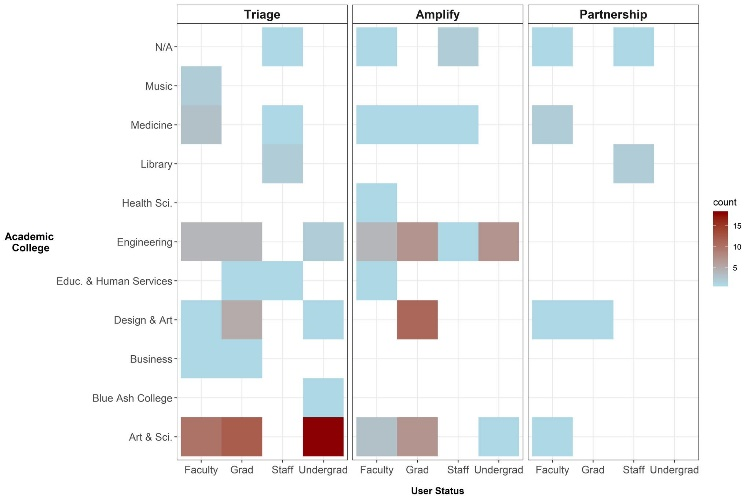 Triage Amplify Partnership
N/A
Music
Medicine
Library
Health Sci.
Engineering
Educ. & Human Services
Design & Art
Business
Blue Ash College
Art & Sci.
Academic
College
Faculty Grad Staff Undergrad Faculty Grad Staff Undergrad Faculty Grad Staff Undergrad
User Status
count
15
10
5